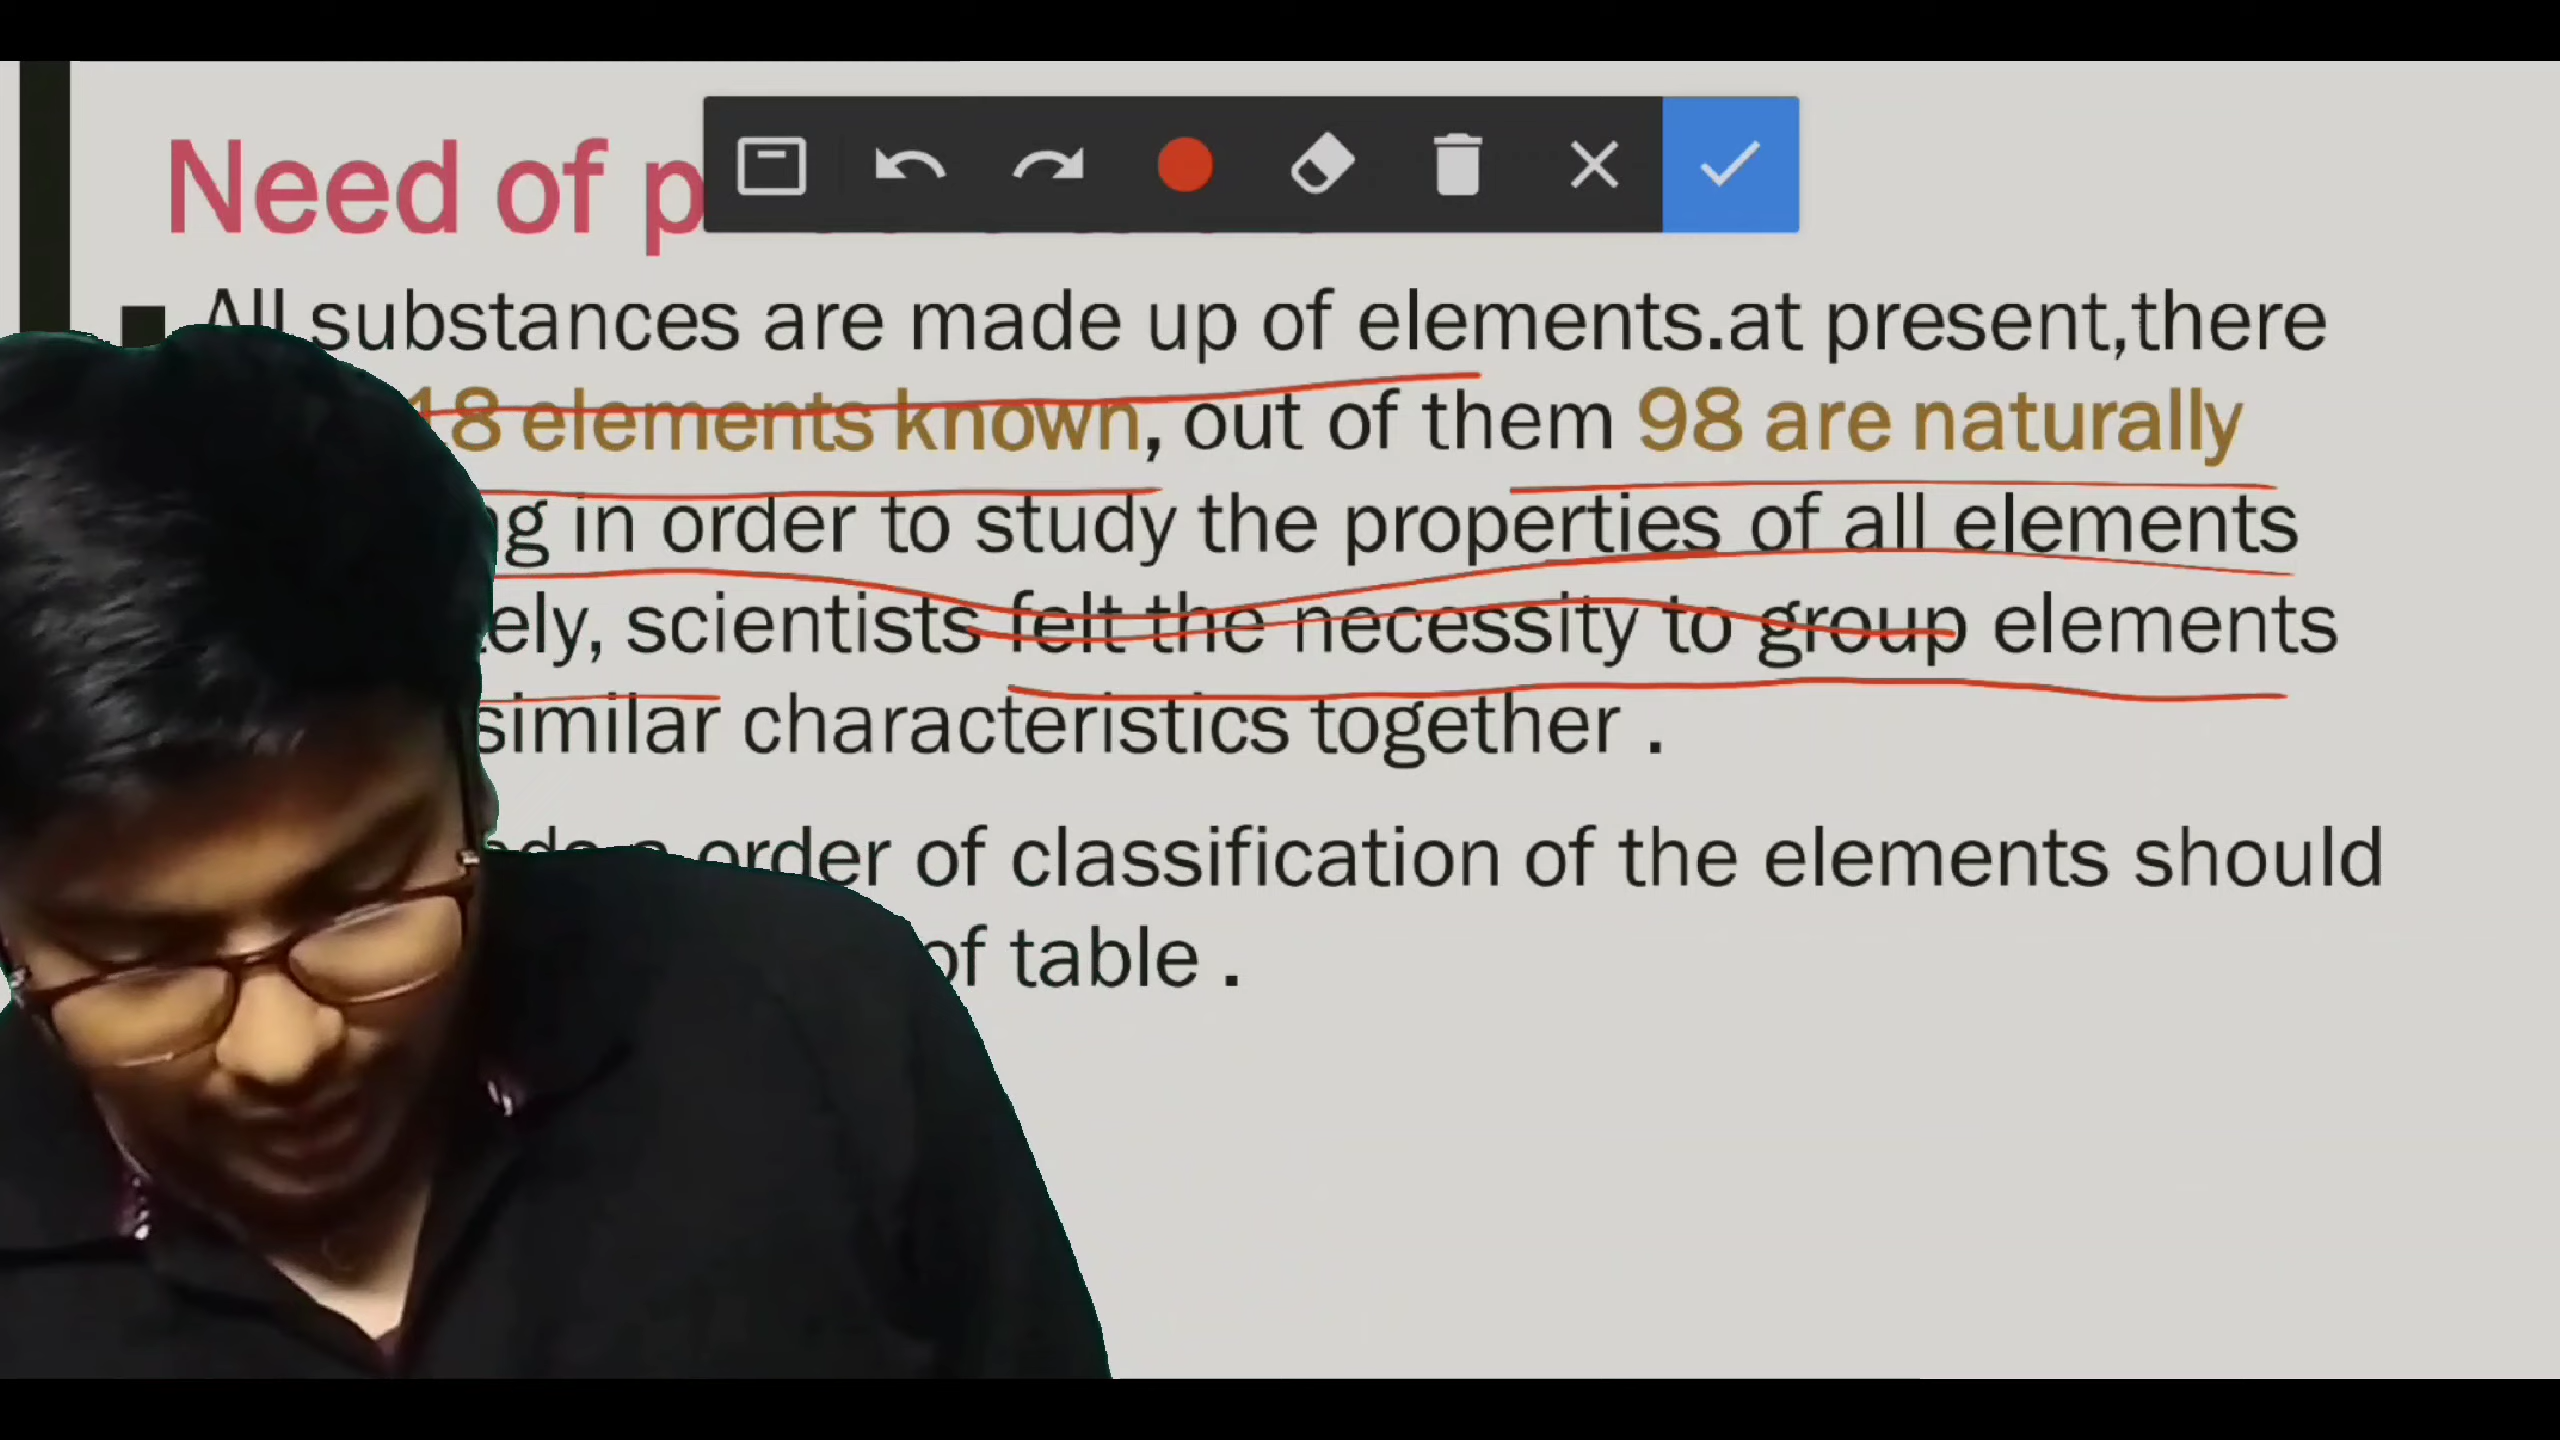 Need of p
All substances are made up of elements.at present,there
18 elements known, out of them 98 are naturally
in order to study the properties of all elements
scientists felt the necessity to group elements
similar characteristics together .
order of classification of the elements should
of table .